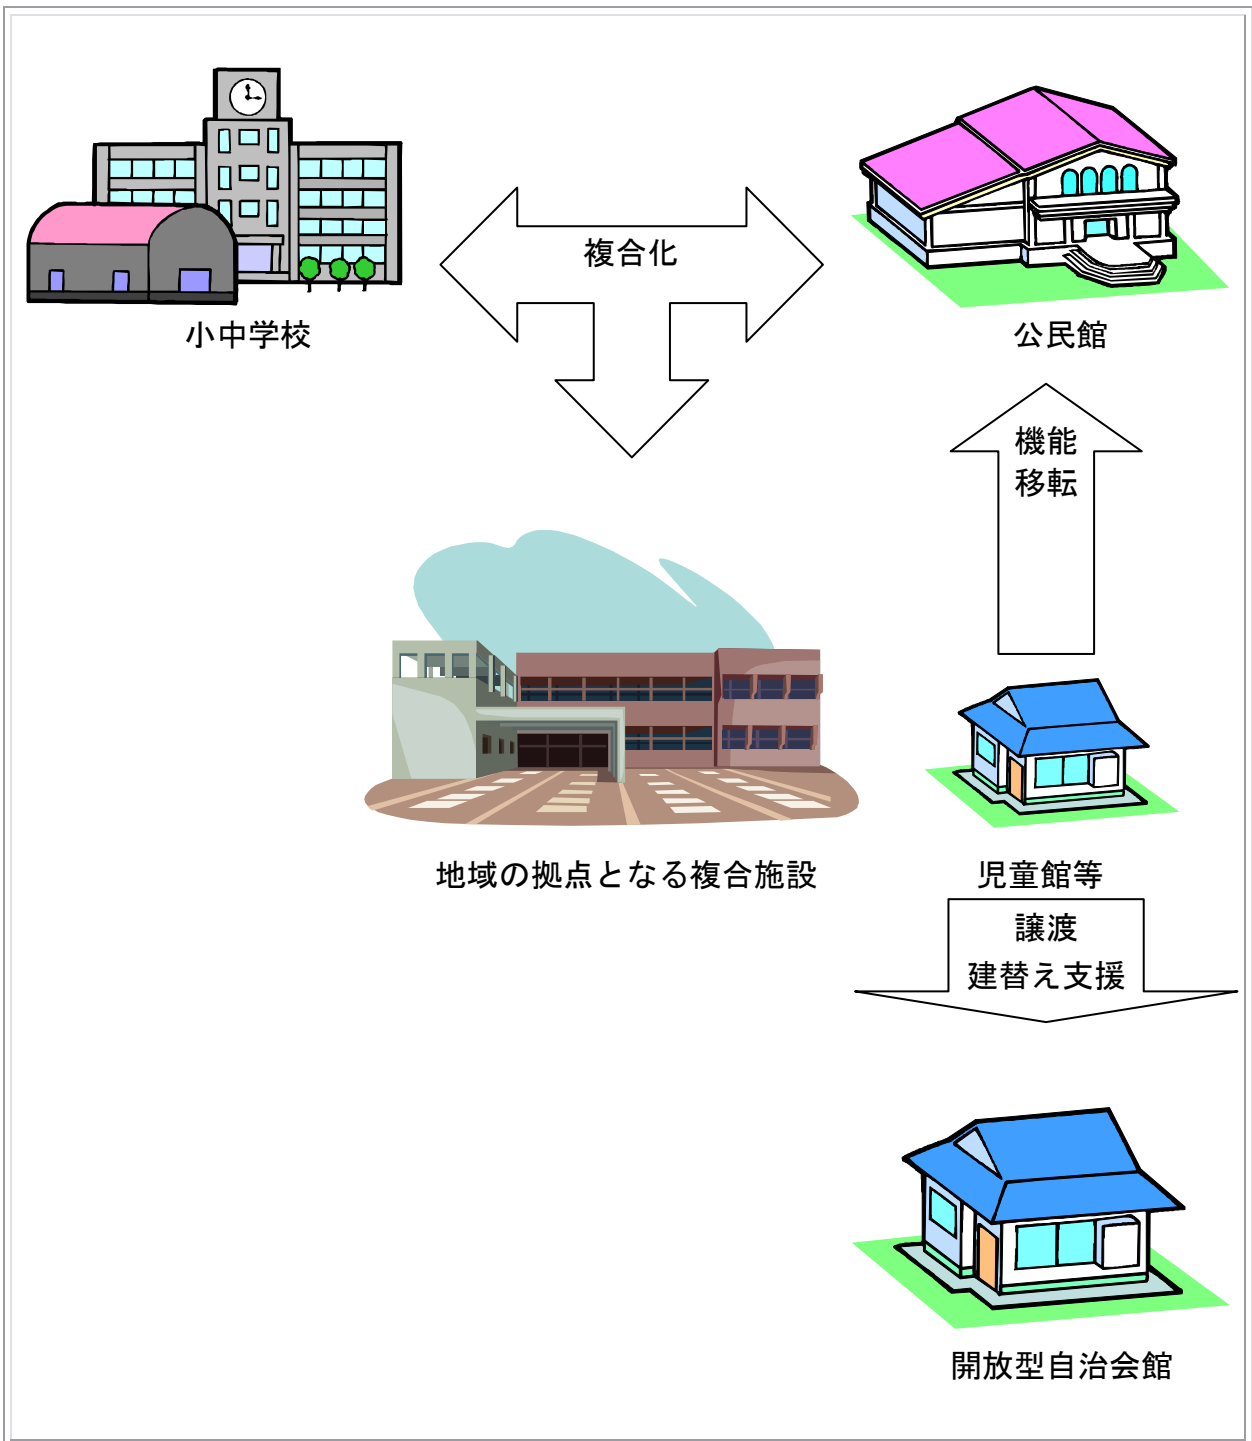 複合化
小中学校
公民館
機能
移転
地域の拠点となる複合施設
児童館等
譲渡
建替え支援
開放型自治会館